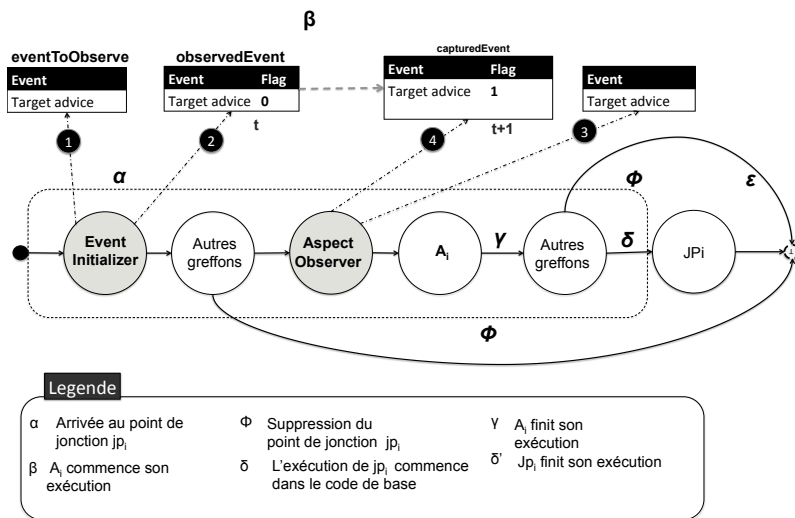 β
eventToObserve
observedEvent
capturedEvent
Event
Event Flag
Event Flag
Event
Target advice
Target advice 0
Target advice 1
Target advice
t
t+1
1
2
4
3
α
Φ
ε
Event
Initializer
Autres
greffons
Aspect
Observer
Ai
γ
Autres
greffons
δ
JPi
Φ
Legende
α Arrivée au point de
jonction jpi
β Ai commence son
exécution
Φ Suppression du
point de jonction jpi
δ L'exécution de jpi commence
dans le code de base
γ Ai finit son
exécution
δ' Jpi finit son exécution